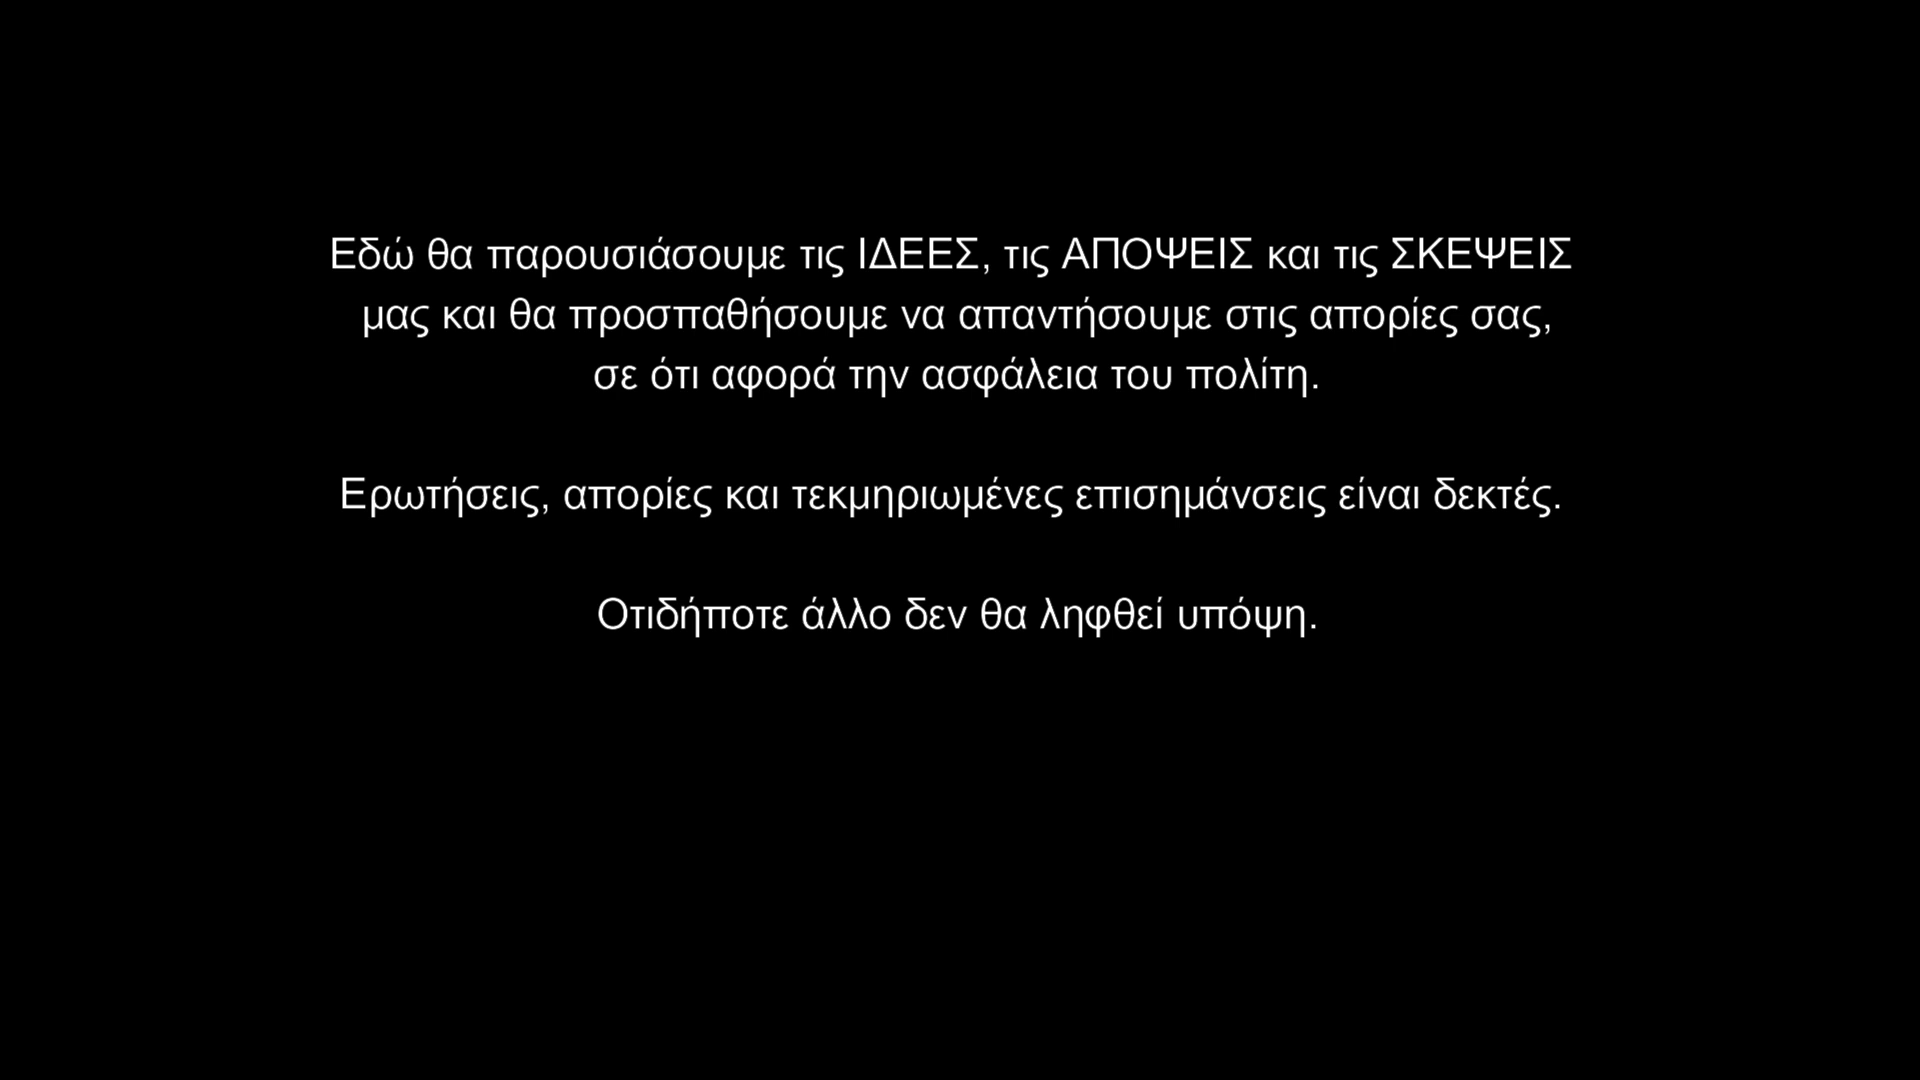 Εδώ θα παρουσιάσουμε τις ΙΔΕΕΣ, τις ΑΠΟΨΕΙΣ και τις ΣΚΕΨΕΙΣ
μας και θα προσπαθήσουμε να απαντήσουμε στις απορίες σας,
σε ότι αφορά την ασφάλεια του πολίτη.
Ερωτήσεις, απορίες και τεκμηριωμένες επισημάνσεις είναι δεκτές.
Οτιδήποτε άλλο δεν θα ληφθεί υπόψη.